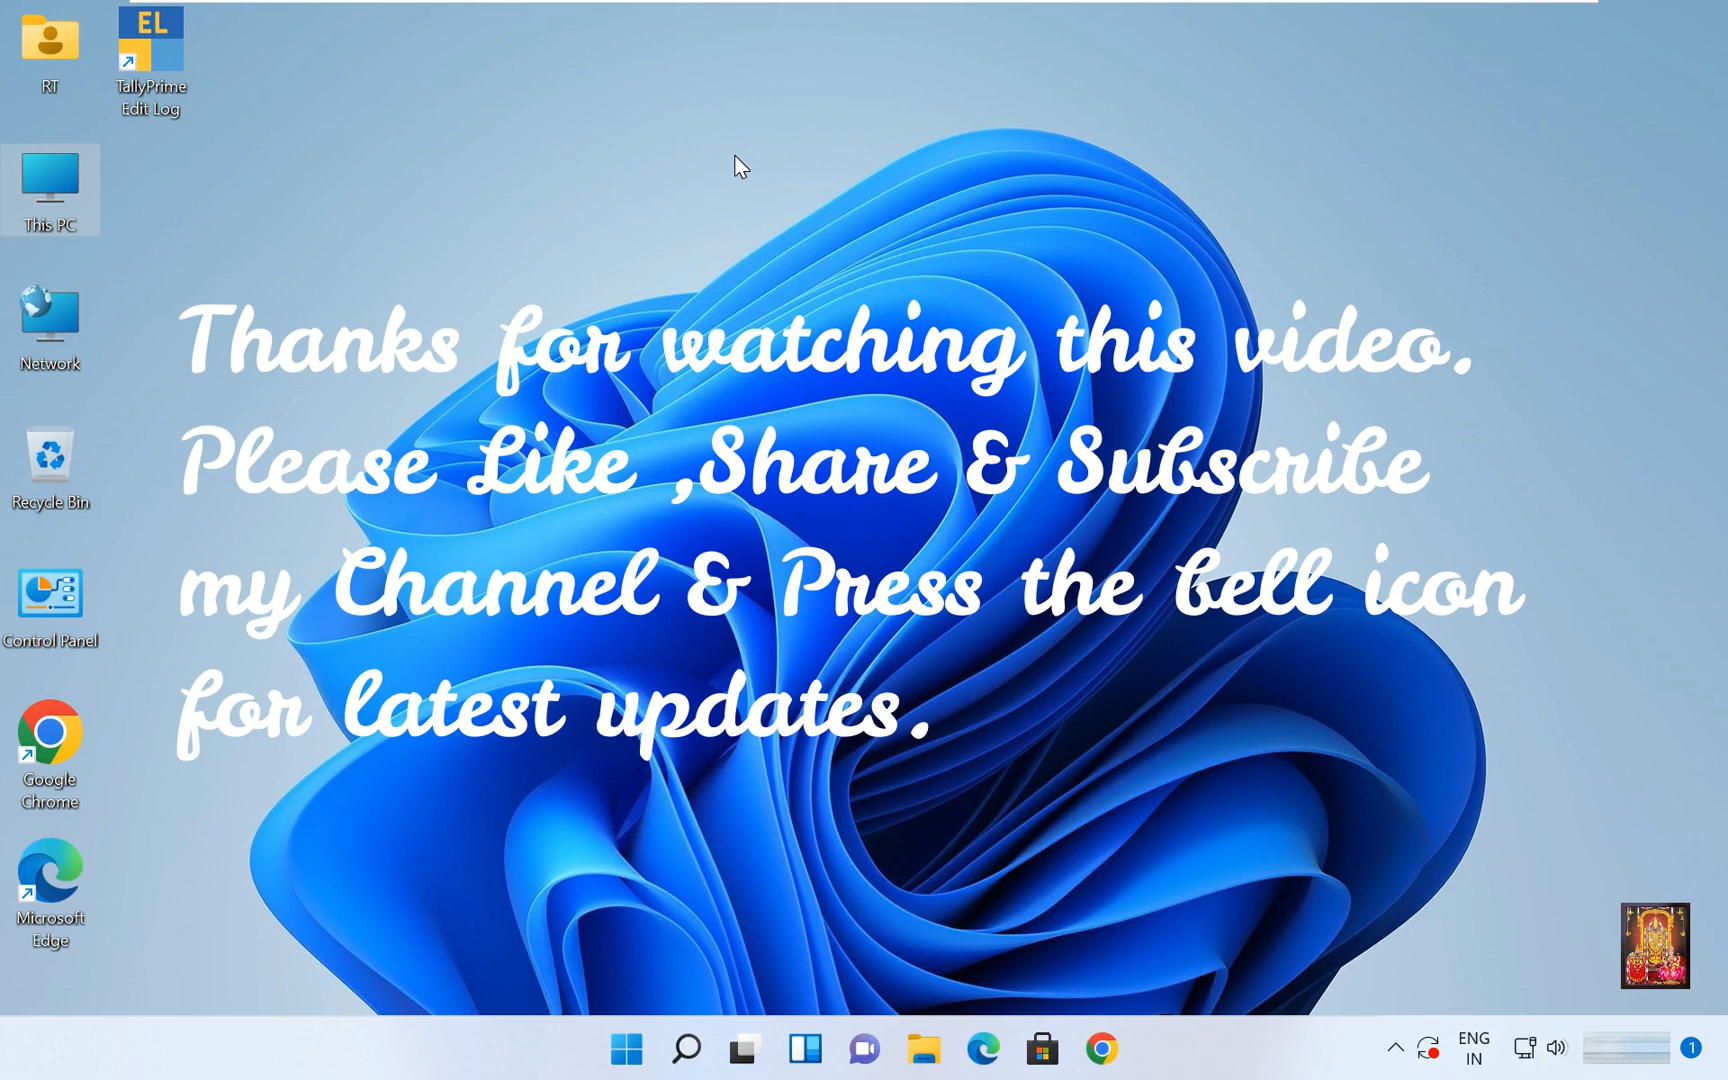 EL
RT
TallyPrime
Edit Log
This PC
Network
Recycle Bin
Control Panel
Google
Chrome
Microsoft
Edge
Thanks for watching this video.
Please Like ,Share & Subscribe
my Channel & Press the bell icon
for latest updates.
ENG
IN
1